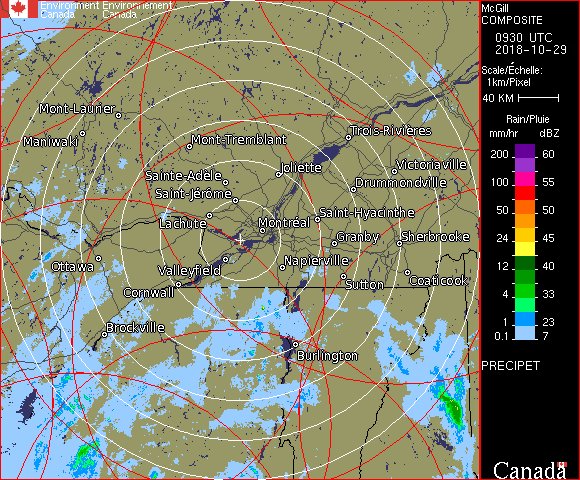 Environment Environnement
Canada Canada
McGill
COMPOSITE
0930 UTC
2018-10-29
Scale/Échelle:
1km/Pixel
40 KM
Rain/Pluie
mm/hr dBZ
200 60
100 55
50 50
24 45
12 40
4 33
1 23
0.1 7
PRECIPET
Canada
Mont-Laurier
Maniwaki
Mont-Tremblant
Trois-Rivières
Joliette
Victoriaville
Sainte-Adèle
Drummondville
Saint-Jérôme
Lachute
Saint-Hyacinthe
Montréal
Granby
Sherbrooke
Ottawa
Valleyfield
Napierville
Coaticook
Cornwall
Sutton
Brockville
Burlington